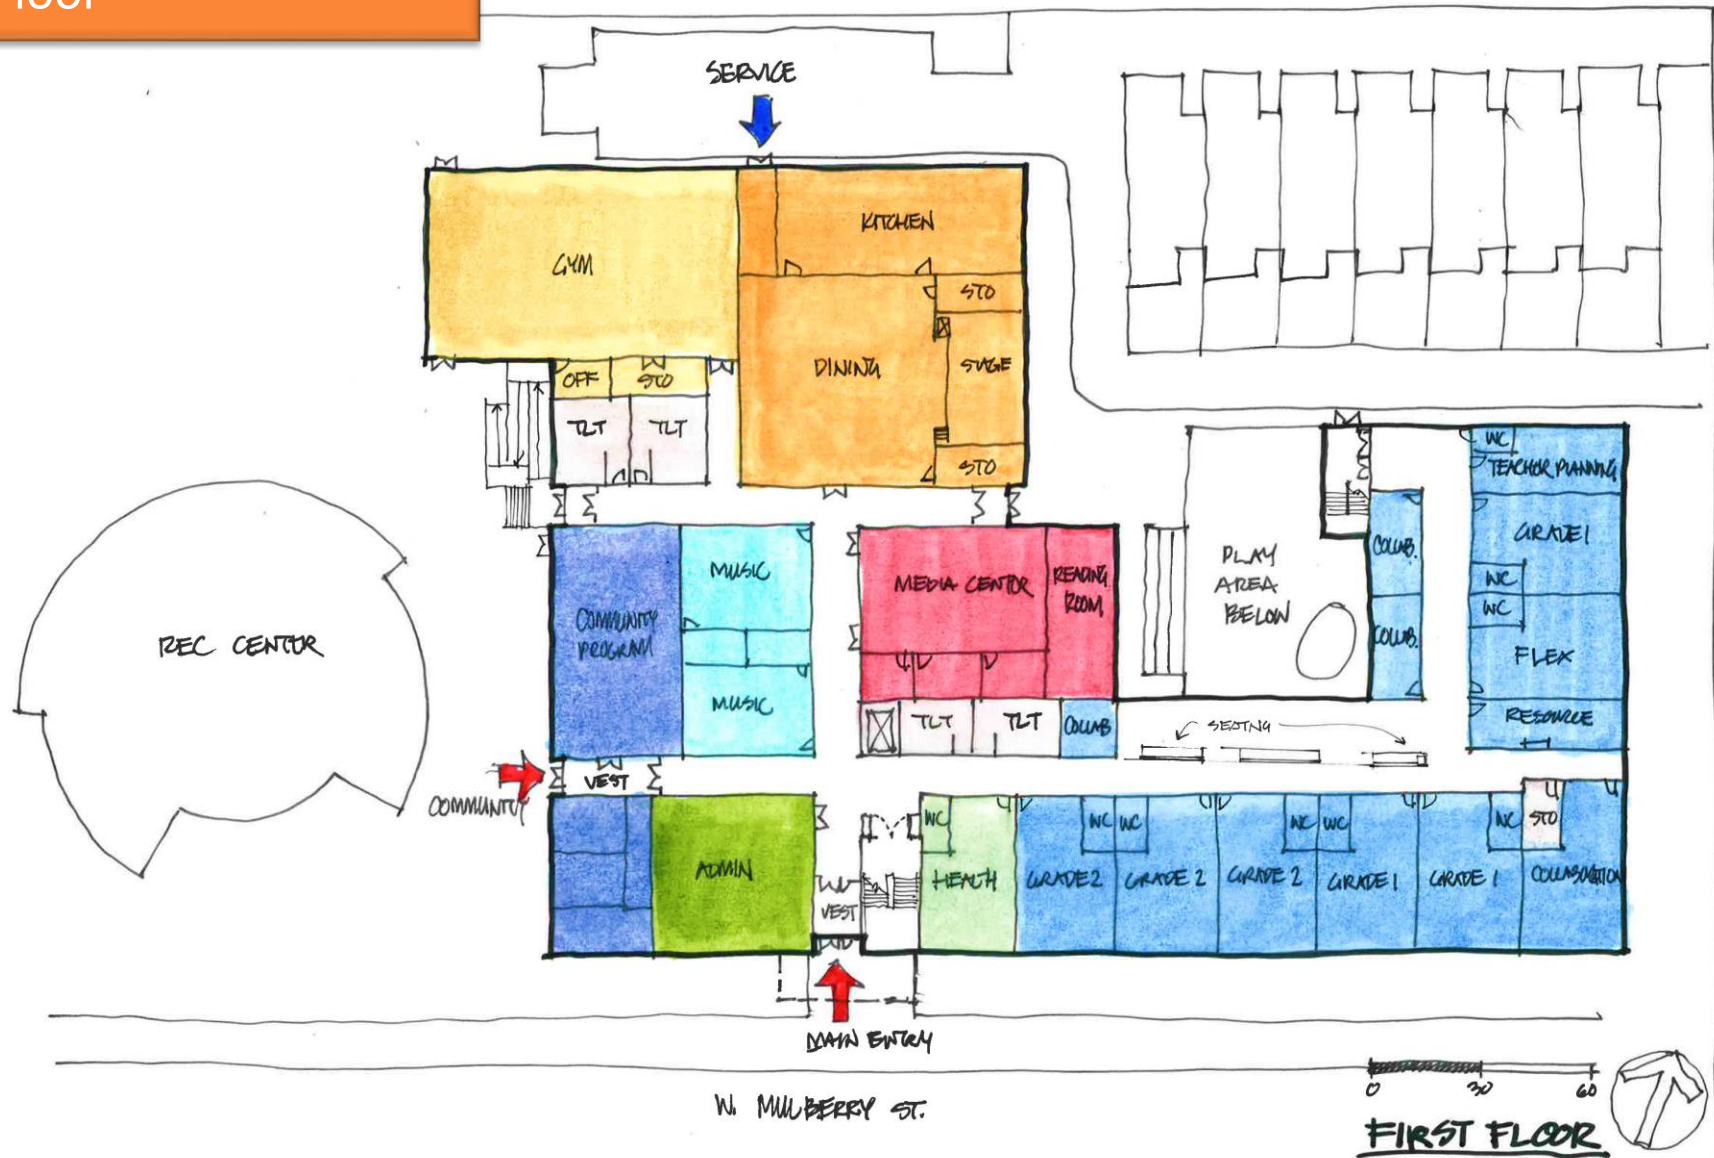 SERVICE
KITCHEN
GYM
STO
DINING
STAGE
OFF
STO
TLT
TLT
STO
WC
TEACHER PLANNING
GRADE 1
COLLAB.
MUSIC
MEDIA CENTER
READING
ROOM
PLAY
AREA
BELOW
WC
WC
COMMUNITY
PROGRAM
COLLAB.
REC CENTER
FLEX
MUSIC
TLT
TLT
COLLAB
SEATING
RESOURCE
VEST
COMMUNITY
WC
WC
WC
WC
WC
WC
STO
ADMIN
HEALTH
GRADE 2
GRADE 2
GRADE 2
GRADE 1
GRADE 1
COLLABORATION
VEST
MAIN ENTRY
W. MULBERRY ST.
0 30 60
FIRST FLOOR